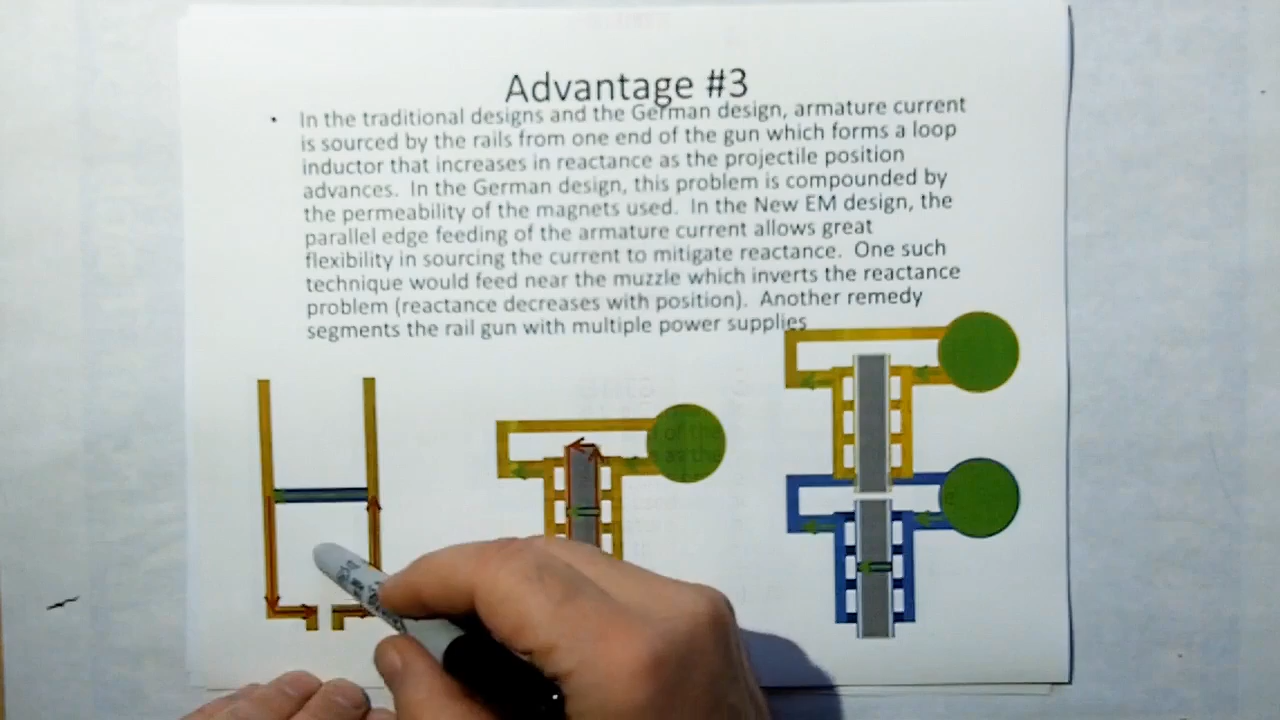 Advantage #3
• In the traditional designs and the German design, armature current
is sourced by the rails from one end of the gun which forms a loop
inductor that increases in reactance as the projectile position
advances. In the German design, this problem is compounded by
the permeability of the magnets used. In the New EM design, the
parallel edge feeding of the armature current allows great
flexibility in sourcing the current to mitigate reactance. One such
technique would feed near the muzzle which inverts the reactance
problem (reactance decreases with position). Another remedy
segments the rail gun with multiple power supplies